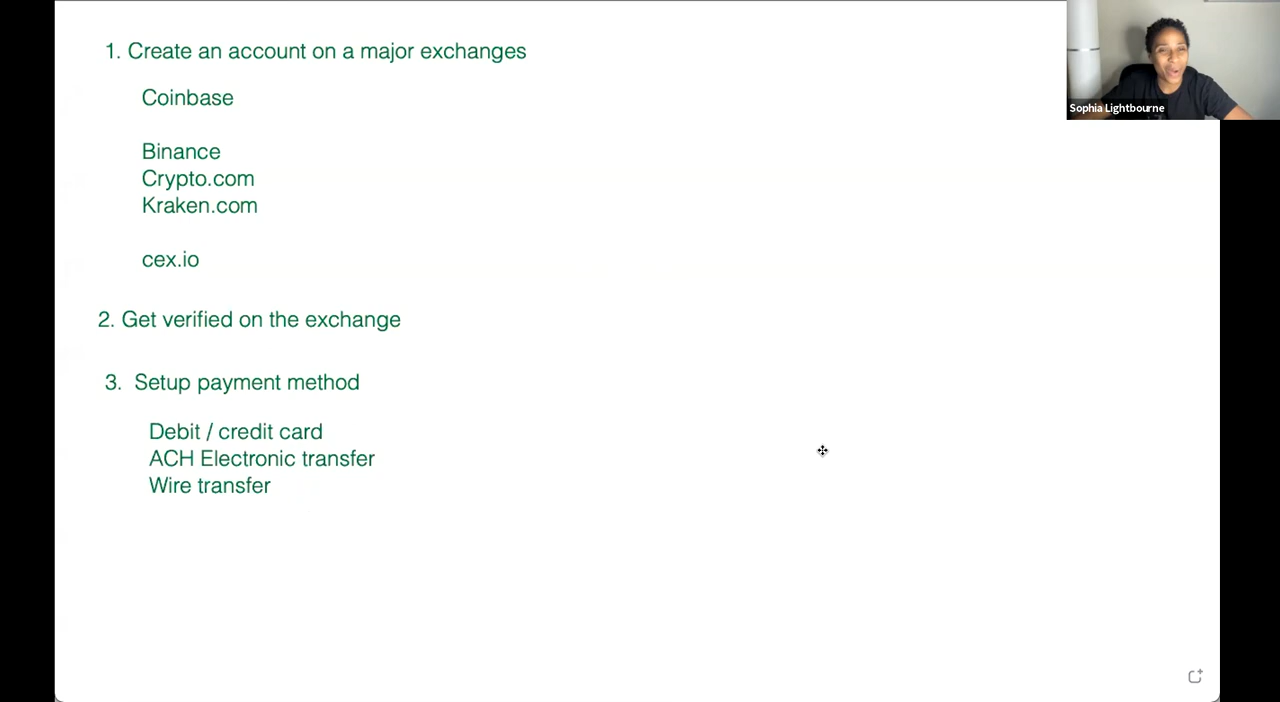 1. Create an account on a major exchanges
Coinbase
Binance
Crypto.com
Kraken.com
cex.io
2. Get verified on the exchange
3. Setup payment method
Debit / credit card
ACH Electronic transfer
Wire transfer
Sophia Lightbourne